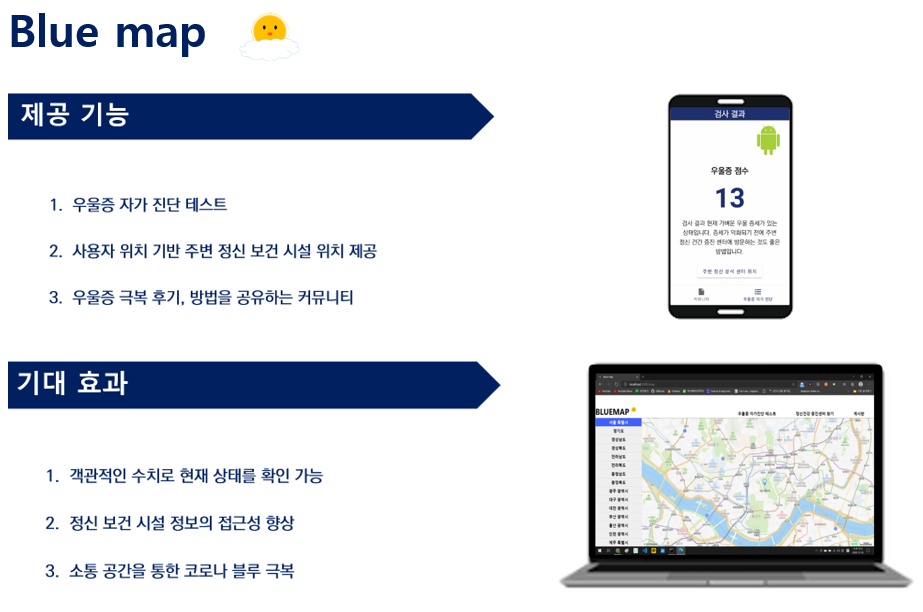 Blue map
제공 기능
1. 우울증 자가 진단 테스트
2. 사용자 위치 기반 주변 정신 보건 시설 위치 제공
3. 우울증 극복 후기, 방법을 공유하는 커뮤니티
검사 결과
우울증 점수
13
검사 결과 현재 가벼운 우울 증세가 있는
상태입니다. 증세가 악화되기 전에 주변
정신 건강 증진 센터에 방문하는 것도 좋은
방법입니다.
주변 정신 센터 위치
커뮤니티
우울증 자가 진단
기대 효과
1. 객관적인 수치로 현재 상태를 확인 가능
2. 정신 보건 시설 정보의 접근성 향상
3. 소통 공간을 통한 코로나 블루 극복
BLUEMAP
우울증 자가진단 테스트
정신건강 증진센터 찾기
게시판
서울 특별시
경기도
경상남도
경상북도
전라남도
전라북도
충청남도
충청북도
광주 광역시
대구 광역시
대전 광역시
부산 광역시
울산 광역시
인천 광역시
제주 특별시